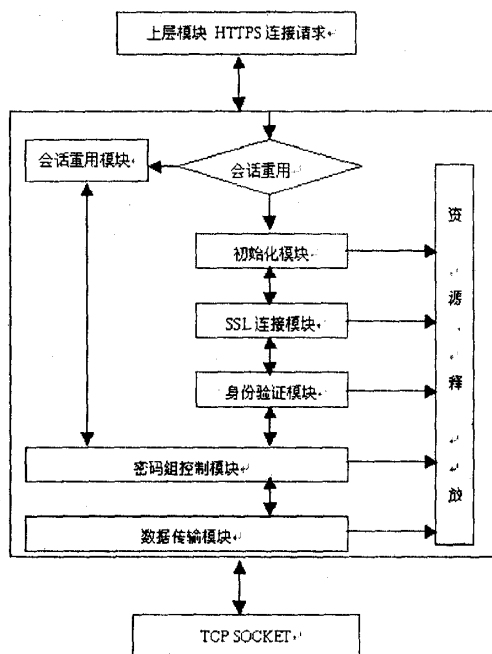 上层模块 HTTPS 连接请求
会话重用模块
会话重用
初始化模块
SSL 连接模块
身份验证模块
密码组控制模块
数据传输模块
资
源
释
放
TCP SOCKET